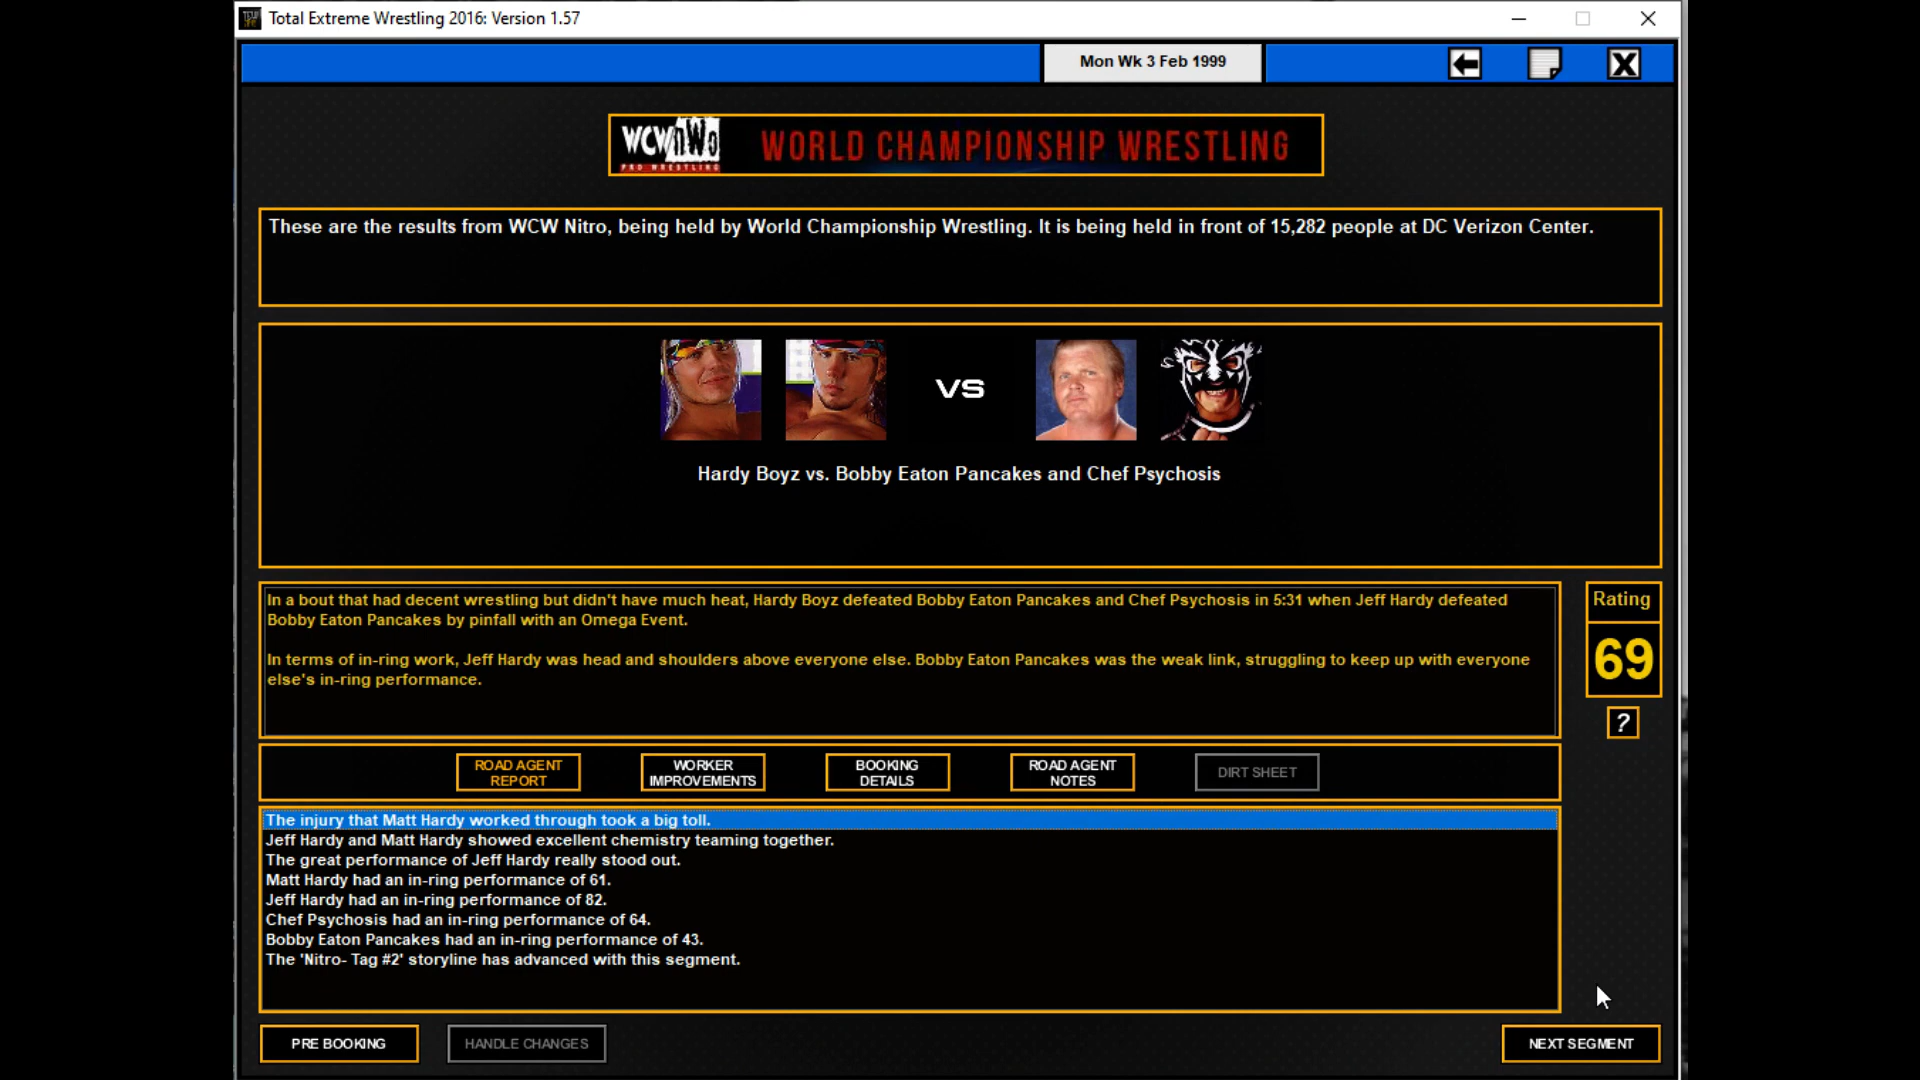 Total Extreme Wrestling 2016: Version 1.57
Mon Wk 3 Feb 1999
WCW nWo
PRO WRESTLING
WORLD CHAMPIONSHIP WRESTLING
These are the results from WCW Nitro, being held by World Championship Wrestling. It is being held in front of 15,282 people at DC Verizon Center.
VS
Hardy Boyz vs. Bobby Eaton Pancakes and Chef Psychosis
In a bout that had decent wrestling but didn't have much heat, Hardy Boyz defeated Bobby Eaton Pancakes and Chef Psychosis in 5:31 when Jeff Hardy defeated
Bobby Eaton Pancakes by pinfall with an Omega Event.
In terms of in-ring work, Jeff Hardy was head and shoulders above everyone else. Bobby Eaton Pancakes was the weak link, struggling to keep up with everyone
else's in-ring performance.
Rating
69
?
ROAD AGENT
REPORT
WORKER
IMPROVEMENTS
BOOKING
DETAILS
ROAD AGENT
NOTES
DIRT SHEET
The injury that Matt Hardy worked through took a big toll.
Jeff Hardy and Matt Hardy showed excellent chemistry teaming together.
The great performance of Jeff Hardy really stood out.
Matt Hardy had an in-ring performance of 61.
Jeff Hardy had an in-ring performance of 82.
Chef Psychosis had an in-ring performance of 64.
Bobby Eaton Pancakes had an in-ring performance of 43.
The 'Nitro- Tag #2' storyline has advanced with this segment.
PRE BOOKING
HANDLE CHANGES
NEXT SEGMENT